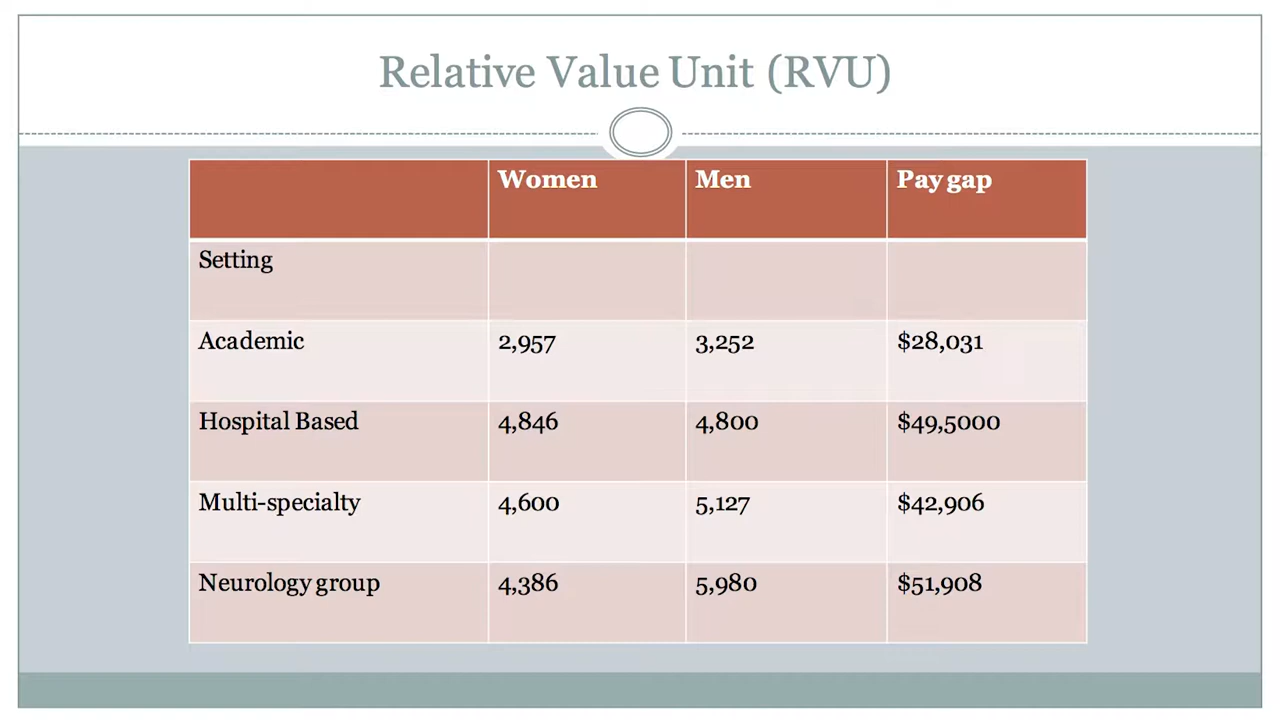 Relative Value Unit (RVU)
Women Men Pay gap
Setting
Academic 2,957 3,252 $28,031
Hospital Based 4,846 4,800 $49,5000
Multi-specialty 4,600 5,127 $42,906
Neurology group 4,386 5,980 $51,908